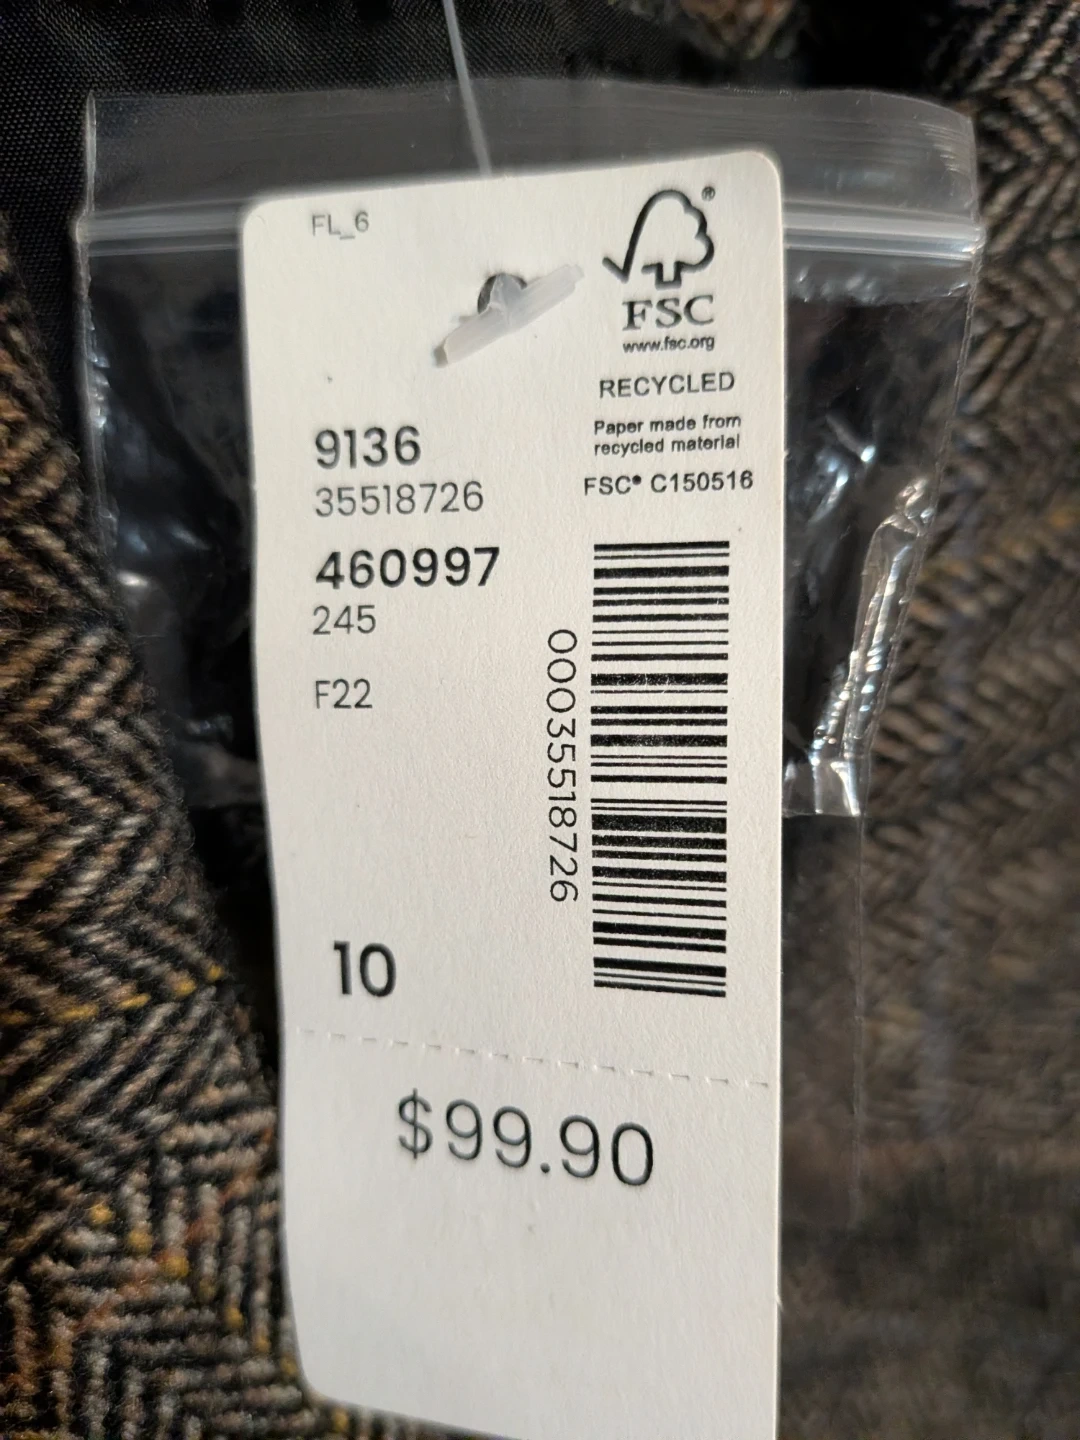 FL_6
®
FSC
www.fsc.org
RECYCLED
Paper made from
recycled material
FSC® C150516
9136
35518726
460997
245
F22
00035518726
10
$99.90